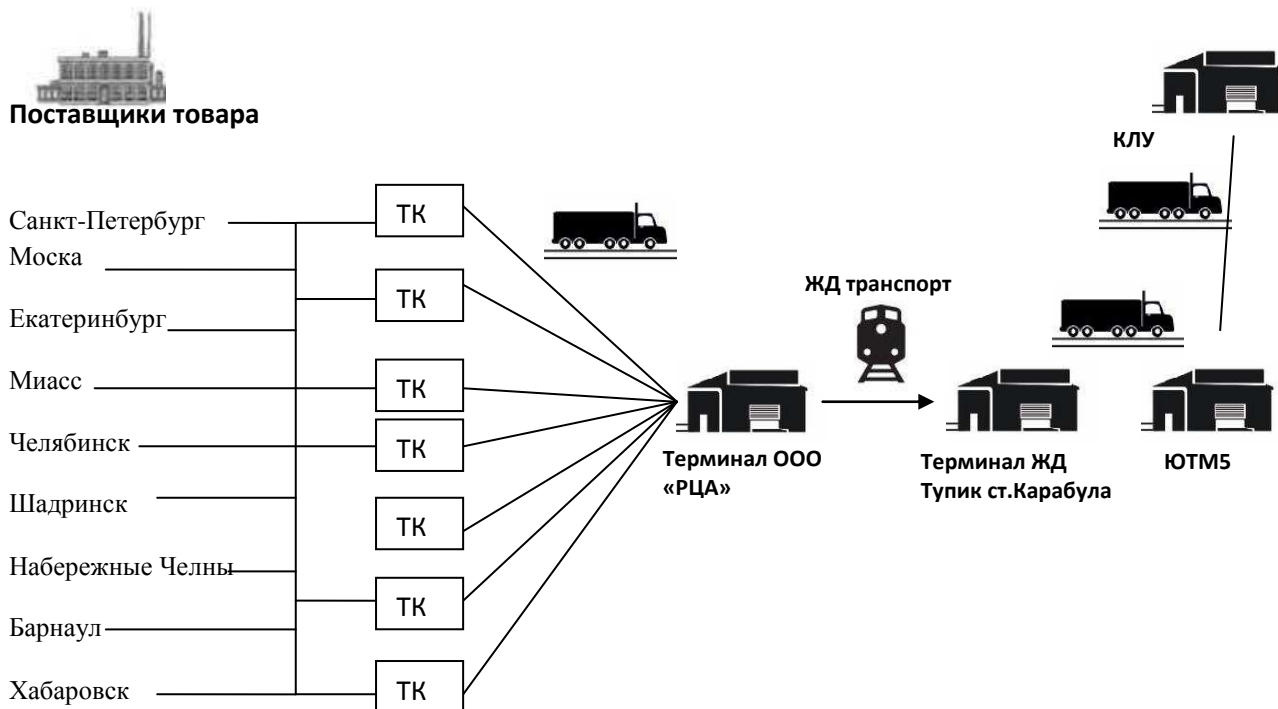 Поставщики товара
КЛУ
Санкт-Петербург
Моска
Екатеринбург
Миасс
Челябинск
Шадринск
Набережные Челны
Барнаул
Хабаровск
ТК
ТК
ТК
ТК
ТК
ТК
ТК
ЖД транспорт
Терминал ООО
«РЦА»
Терминал ЖД
Тупик ст.Карабула
ЮТМ5